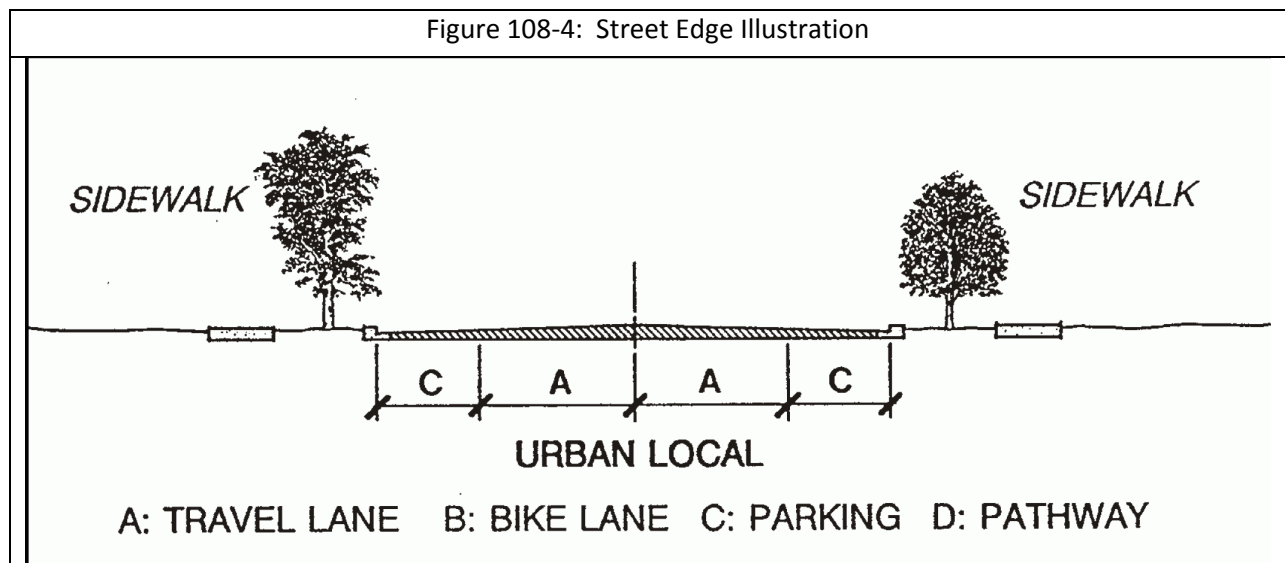 Figure 108-4: Street Edge Illustration
SIDEWALK SIDEWALK
C A A C
URBAN LOCAL
A: TRAVEL LANE B: BIKE LANE C: PARKING D: PATHWAY